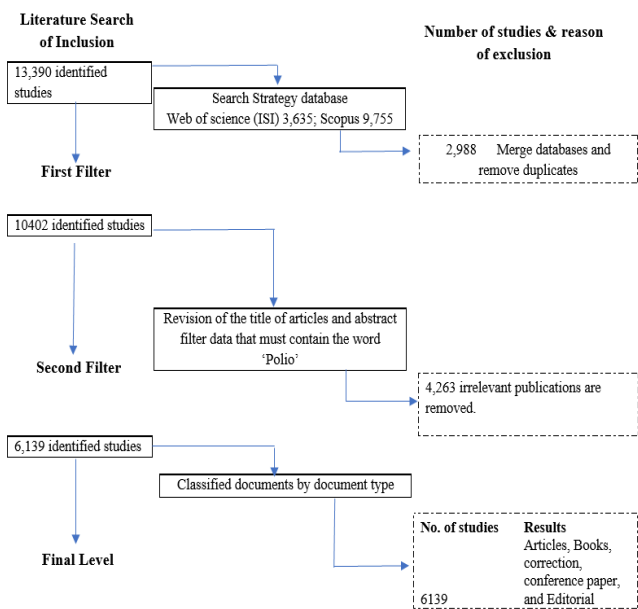 Literature Search
of Inclusion
Number of studies & reason
of exclusion
13,390 identified
studies
Search Strategy database
Web of science (ISI) 3,635; Scopus 9,755
2,988 Merge databases and
remove duplicates
First Filter
10402 identified studies
Revision of the title of articles and abstract
filter data that must contain the word
‘Polio’
Second Filter
4,263 irrelevant publications are
removed.
6,139 identified studies
Classified documents by document type
Final Level
No. of studies Results
Articles, Books,
correction,
conference paper,
6139 and Editorial